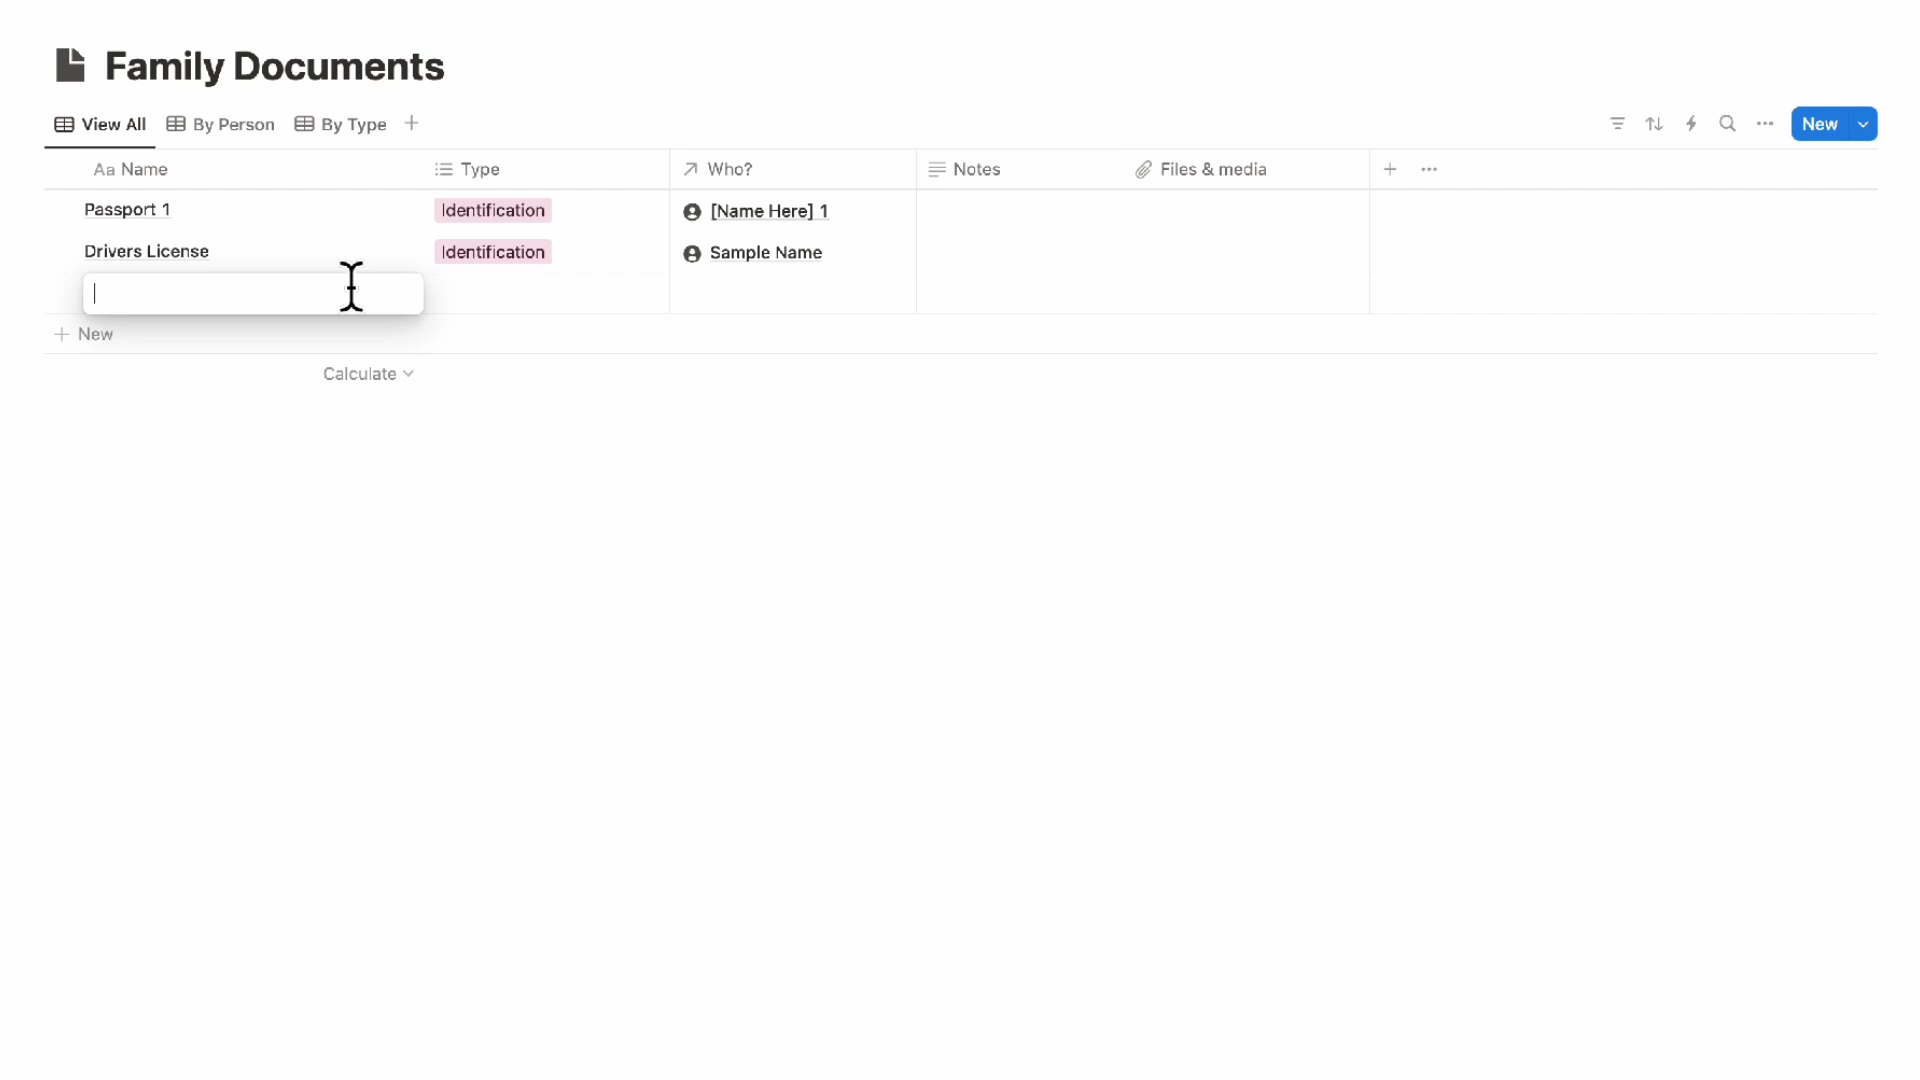 Family Documents
View All By Person By Type
New
Aa Name Type Who? Notes Files & media
Passport 1 Identification [Name Here] 1
Drivers License Identification Sample Name
New
Calculate